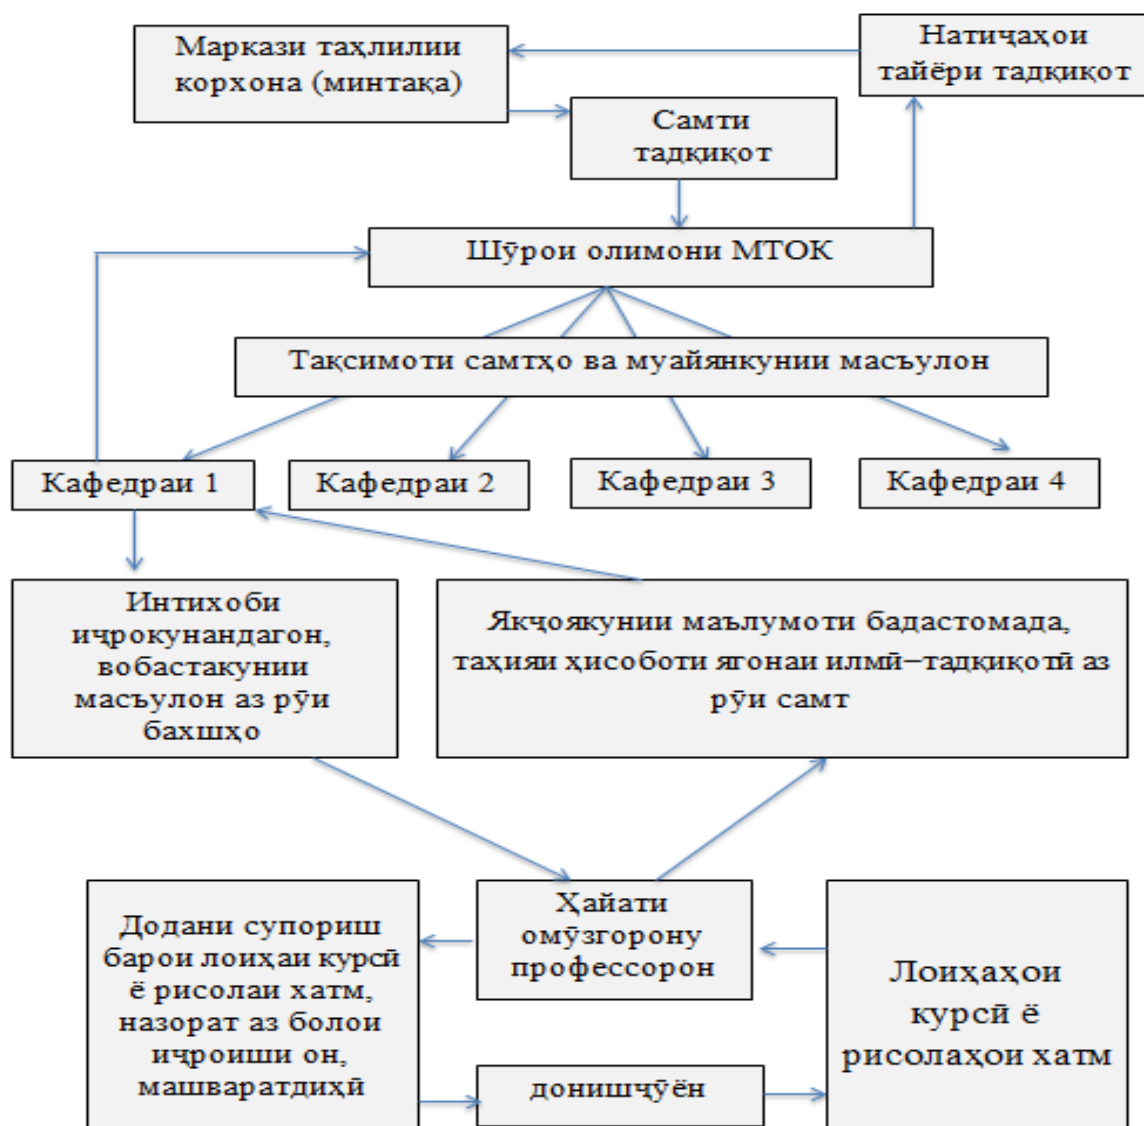 Маркази таҳлилии
корхона (минтақа)
Натиҷаҳои
тайёри тадқиқот
Самти
тадқиқот
Шӯрои олимони МТОК
Тақсимоти самтҳо ва муайянкунии масъулон
Кафедраи 1
Кафедраи 2
Кафедраи 3
Кафедраи 4
Интихоби
иҷрокунандагон,
вобастакунии
масъулон аз рӯи
бахшҳо
Якҷоякунии маълумоти бадастомада,
таҳияи ҳисоботи ягонаи илмӣ–тадқиқотӣ аз
рӯи самт
Додани супориш
барои лоиҳаи курсӣ
ё рисолаи хатм,
назорат аз болои
иҷроиши он,
машваратдиҳӣ
Ҳайати
омӯзгорону
профессорон
донишҷӯён
Лоиҳаҳои
курсӣ ё
рисолаҳои хатм